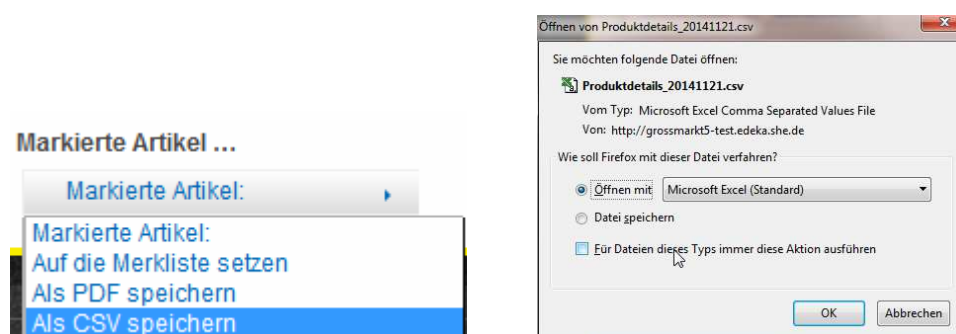 Markierte Artikel ...
Markierte Artikel:
Markierte Artikel:
Auf die Merkliste setzen
Als PDF speichern
Als CSV speichern
Öffnen von Produktdetails_20141121.csv
Sie möchten folgende Datei öffnen:
Produktdetails_20141121.csv
Vom Typ: Microsoft Excel Comma Separated Values File
Von: http://grossmarkt5-test.edeka.she.de
Wie soll Firefox mit dieser Datei verfahren?
Öffnen mit Microsoft Excel (Standard)
Datei speichern
Für Dateien dieses Typs immer diese Aktion ausführen
OK Abbrechen